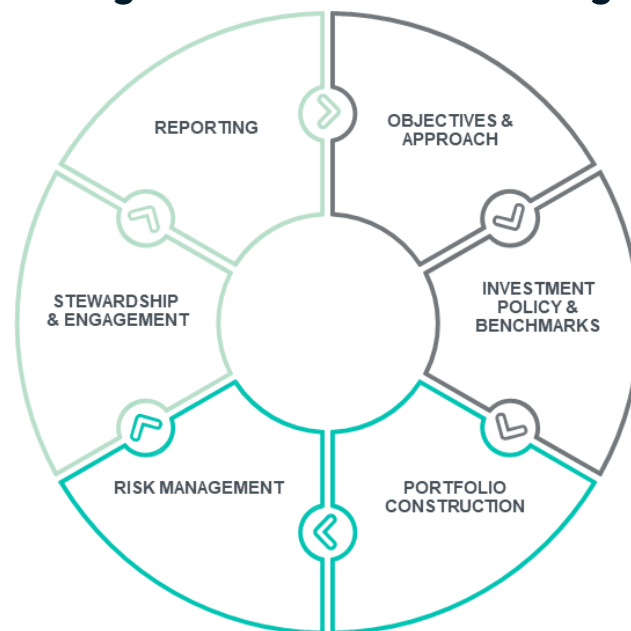 REPORTING
OBJECTIVES &
APPROACH
INVESTMENT
POLICY &
BENCHMARKS
PORTFOLIO
CONSTRUCTION
RISK MANAGEMENT
STEWARDSHIP
& ENGAGEMENT